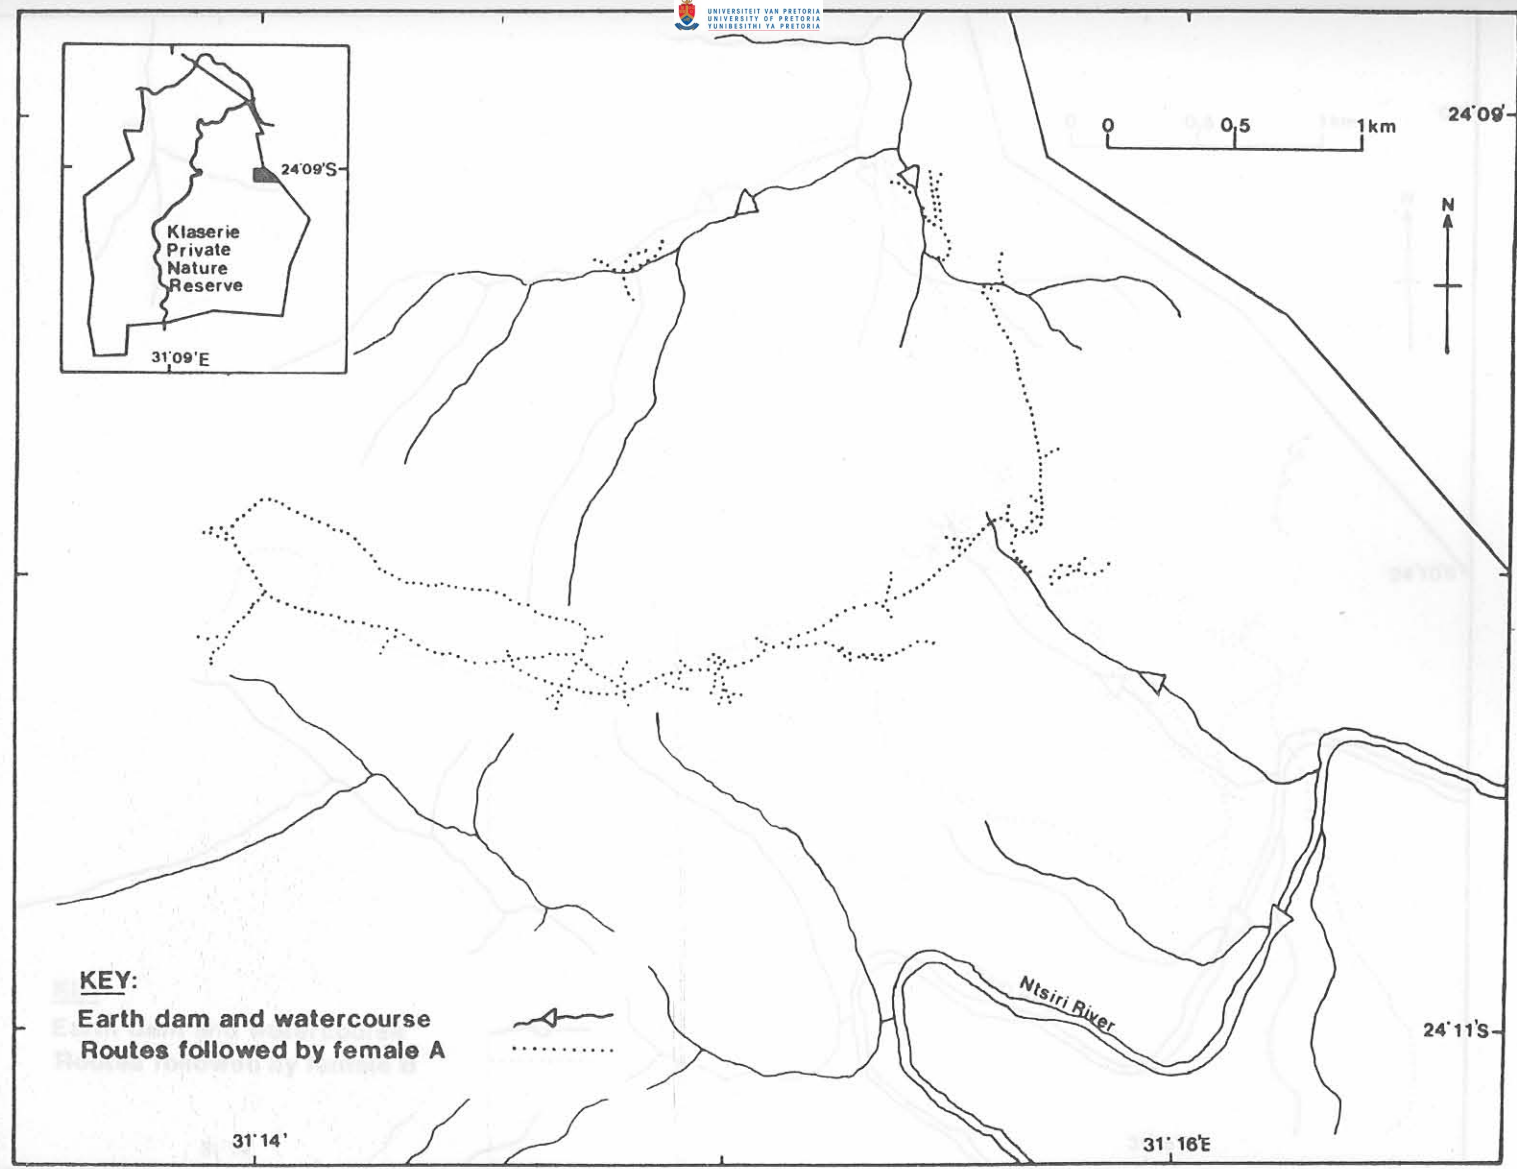 UNIVERSITEIT VAN PRETORIA
UNIVERSITY OF PRETORIA
YUNIBESITHI YA PRETORIA
24°09'
0 0,5 1km
N
24°09'S
Klaserie
Private
Nature
Reserve
31°09'E
Ntsiri River
KEY:
Earth dam and watercourse
Routes followed by female A
24°11'S
31°14'
31°16'E